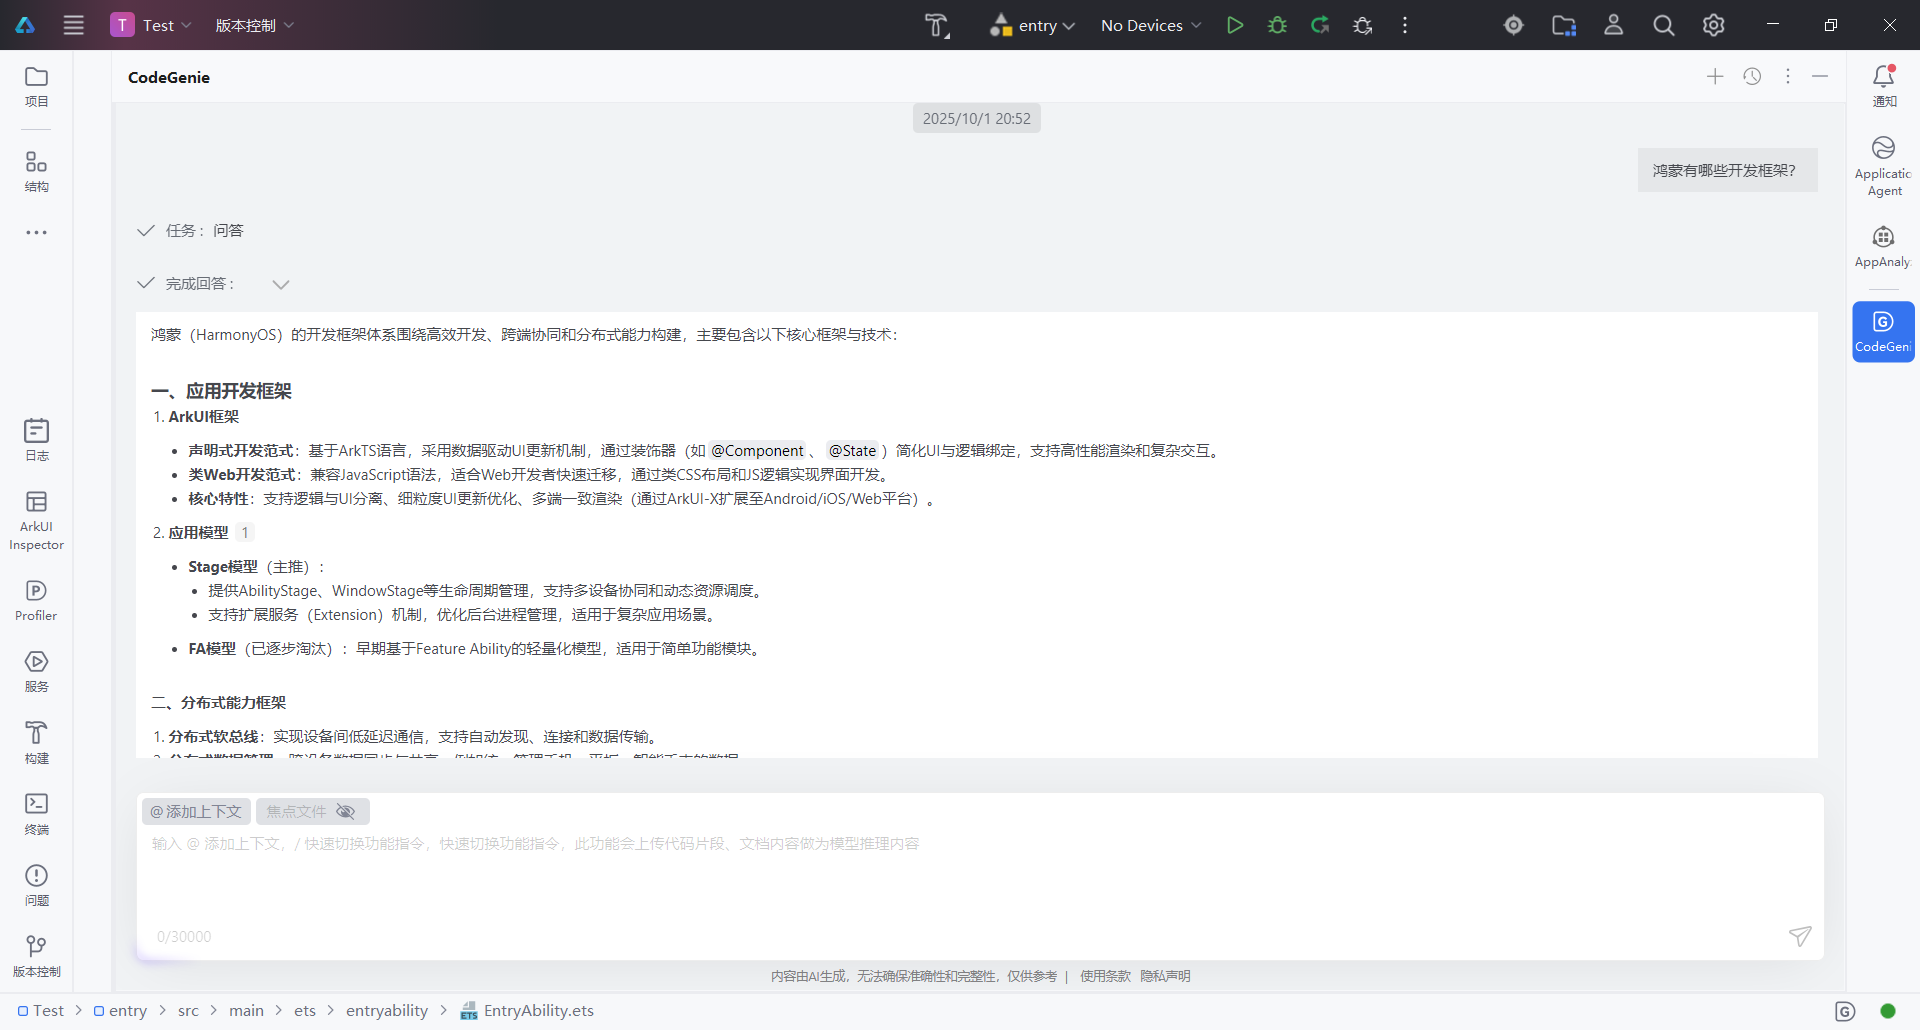 T Test 版本控制 entry No Devices
CodeGenie
2025/10/1 20:52
鸿蒙有哪些开发框架?
任务： 问答
完成回答：
鸿蒙（HarmonyOS）的开发框架体系围绕高效开发、跨端协同和分布式能力构建，主要包含以下核心框架与技术：
一、应用开发框架
1. ArkUI框架
• 声明式开发范式：基于ArkTS语言，采用数据驱动UI更新机制，通过装饰器（如 @Component 、 @State ）简化UI与逻辑绑定，支持高性能渲染和复杂交互。
• 类Web开发范式：兼容JavaScript语法，适合Web开发者快速迁移，通过类CSS布局和JS逻辑实现界面开发。
• 核心特性：支持逻辑与UI分离、细粒度UI更新优化、多端一致渲染（通过ArkUI-X扩展至Android/iOS/Web平台）。
2. 应用模型 1
• Stage模型（主推）：
• 提供AbilityStage、WindowStage等生命周期管理，支持多设备协同和动态资源调度。
• 支持扩展服务（Extension）机制，优化后台进程管理，适用于复杂应用场景。
• FA模型（已逐步淘汰）：早期基于Feature Ability的轻量化模型，适用于简单功能模块。
二、分布式能力框架
1. 分布式软总线：实现设备间低延迟通信，支持自动发现、连接和数据传输。
@ 添加上下文 焦点文件
输入 @ 添加上下文，/ 快速切换功能指令，快速切换功能指令，此功能会上传代码片段、文档内容做为模型推理内容
0/30000
内容由AI生成，无法确保准确性和完整性，仅供参考 | 使用条款 隐私声明
项目
结构
日志
ArkUI
Inspector
Profiler
服务
构建
终端
问题
版本控制
通知
Applicatic
Agent
AppAnaly
CodeGeni
Test > entry > src > main > ets > entryability > EntryAbility.ets